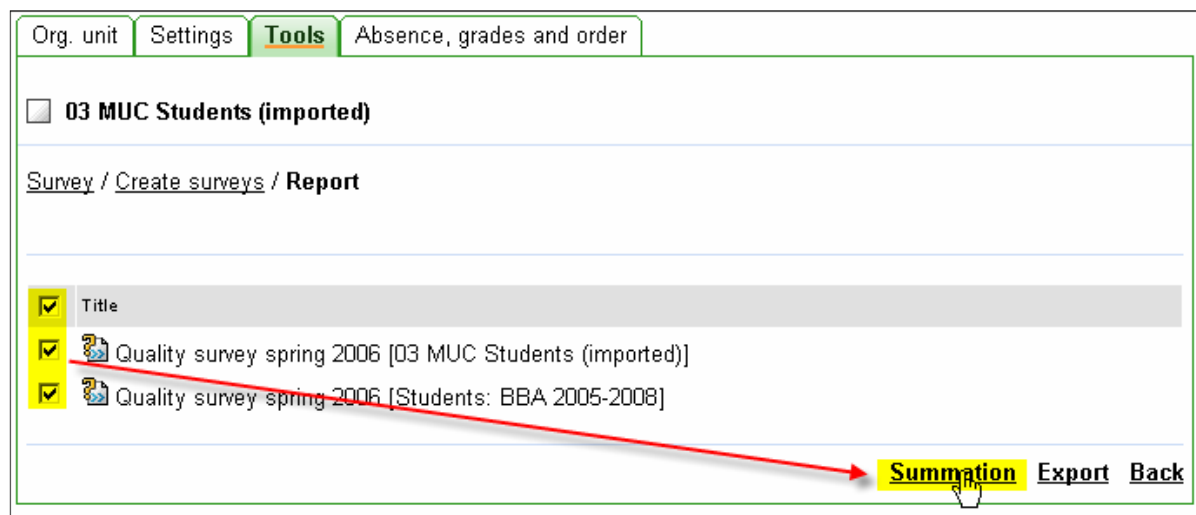 Org. unit Settings Tools Absence, grades and order
03 MUC Students (imported)
Survey / Create surveys / Report
Title
Quality survey spring 2006 [03 MUC Students (imported)]
Quality survey spring 2006 [Students: BBA 2005-2008]
Summation Export Back